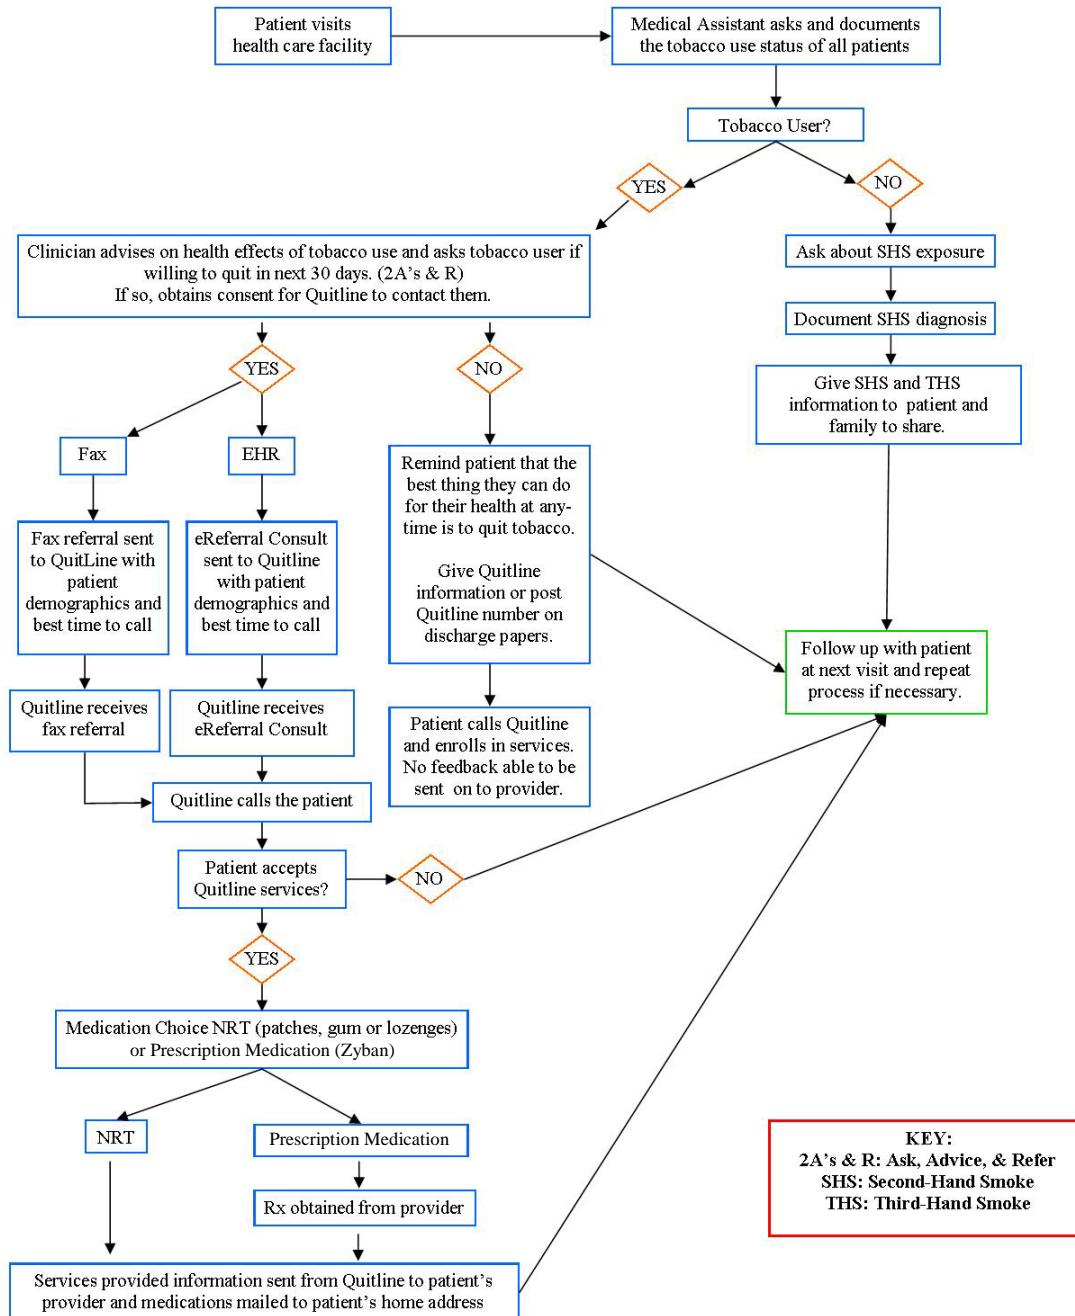 Patient visits
health care facility
Medical Assistant asks and documents
the tobacco use status of all patients
Tobacco User?
YES
NO
Clinician advises on health effects of tobacco use and asks tobacco user if
willing to quit in next 30 days. (2A's & R)
If so, obtains consent for Quitline to contact them.
Ask about SHS exposure
Document SHS diagnosis
Give SHS and THS
information to patient and
family to share.
YES
NO
Fax
EHR
Remind patient that the
best thing they can do
for their health at any-
time is to quit tobacco.
Give Quitline
information or post
Quitline number on
discharge papers.
Fax referral sent
to QuitLine with
patient
demographics and
best time to call
eReferral Consult
sent to Quitline
with patient
demographics and
best time to call
Follow up with patient
at next visit and repeat
process if necessary.
Quitline receives
fax referral
Quitline receives
eReferral Consult
Patient calls Quitline
and enrolls in services.
No feedback able to be
sent on to provider.
Quitline calls the patient
Patient accepts
Quitline services?
NO
YES
Medication Choice NRT (patches, gum or lozenges)
or Prescription Medication (Zyban)
NRT
Prescription Medication
Rx obtained from provider
Services provided information sent from Quitline to patient's
provider and medications mailed to patient's home address
KEY:
2A's & R: Ask, Advice, & Refer
SHS: Second-Hand Smoke
THS: Third-Hand Smoke